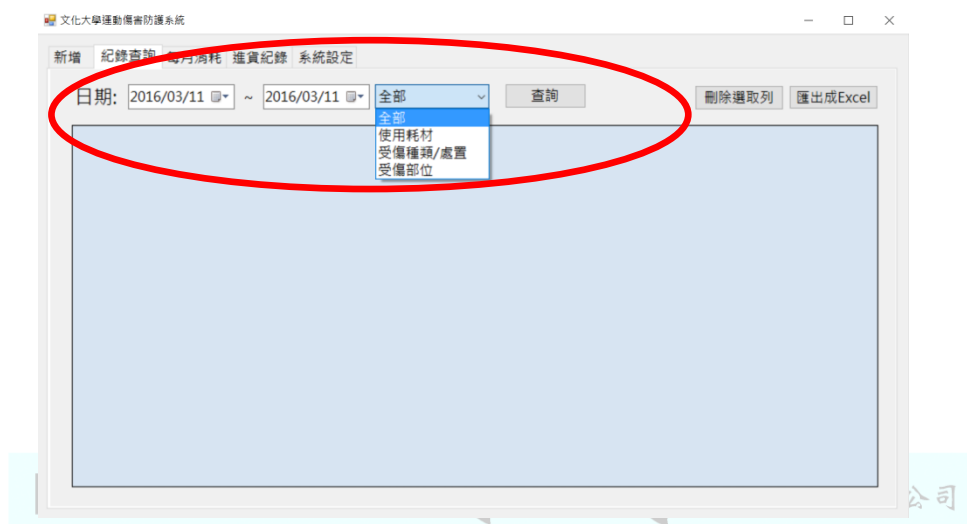 文化大學運動傷害防護系統
新增 紀錄查詢 每月消耗 進貨紀錄 系統設定
日期: 2016/03/11 ~ 2016/03/11 全部 查詢 刪除選取列 匯出成Excel
全部
使用耗材
受傷種類/處置
受傷部位
公司